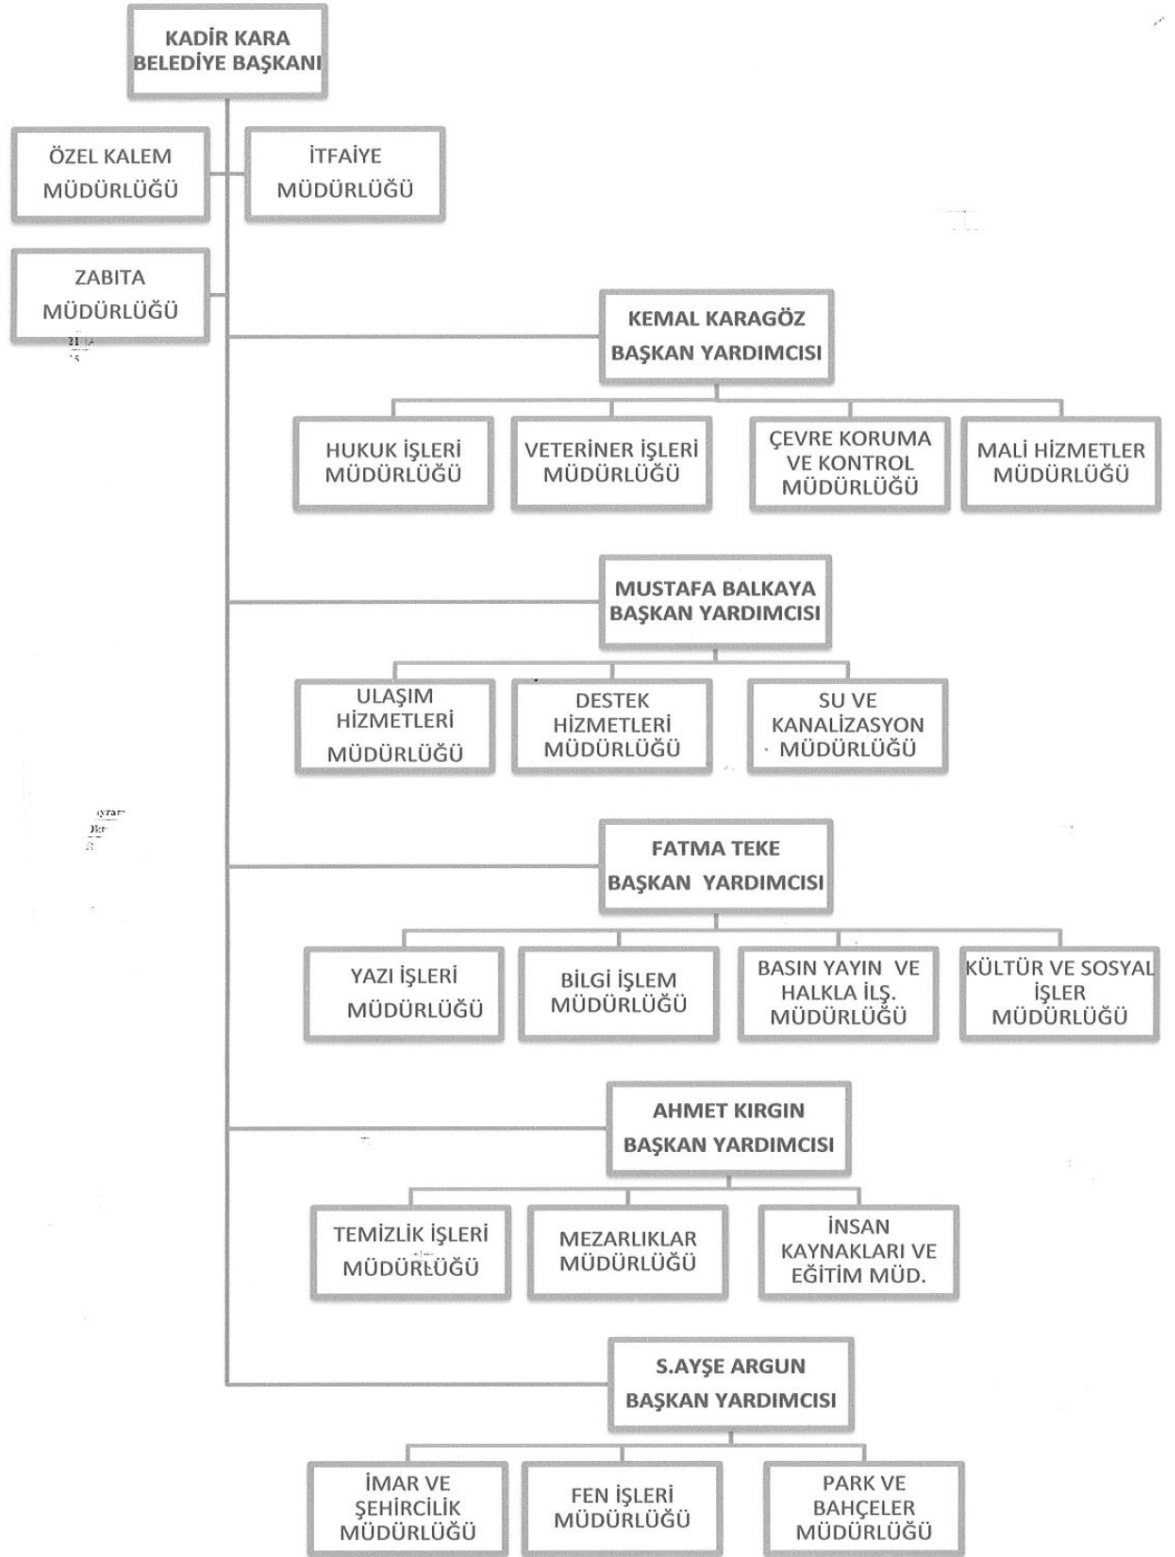 KADİR KARA
BELEDİYE BAŞKANI
ÖZEL KALEM
MÜDÜRLÜĞÜ
İTFAİYE
MÜDÜRLÜĞÜ
ZABITA
MÜDÜRLÜĞÜ
KEMAL KARAGÖZ
BAŞKAN YARDIMCISI
HUKUK İŞLERİ
MÜDÜRLÜĞÜ
VETERİNER İŞLERİ
MÜDÜRLÜĞÜ
ÇEVRE KORUMA
VE KONTROL
MÜDÜRLÜĞÜ
MALİ HİZMETLER
MÜDÜRLÜĞÜ
MUSTAFA BALKAYA
BAŞKAN YARDIMCISI
ULAŞIM
HİZMETLERİ
MÜDÜRLÜĞÜ
DESTEK
HİZMETLERİ
MÜDÜRLÜĞÜ
SU VE
KANALİZASYON
MÜDÜRLÜĞÜ
FATMA TEKE
BAŞKAN YARDIMCISI
YAZI İŞLERİ
MÜDÜRLÜĞÜ
BİLGİ İŞLEM
MÜDÜRLÜĞÜ
BASIN YAYIN VE
HALKLA İLŞ.
MÜDÜRLÜĞÜ
KÜLTÜR VE SOSYAL
İŞLER
MÜDÜRLÜĞÜ
AHMET KIRGIN
BAŞKAN YARDIMCISI
TEMİZLİK İŞLERİ
MÜDÜRLÜĞÜ
MEZARLIKLAR
MÜDÜRLÜĞÜ
İNSAN
KAYNAKLARI VE
EĞİTİM MÜD.
S.AYŞE ARGUN
BAŞKAN YARDIMCISI
İMAR VE
ŞEHİRCİLİK
MÜDÜRLÜĞÜ
FEN İŞLERİ
MÜDÜRLÜĞÜ
PARK VE
BAHÇELER
MÜDÜRLÜĞÜ